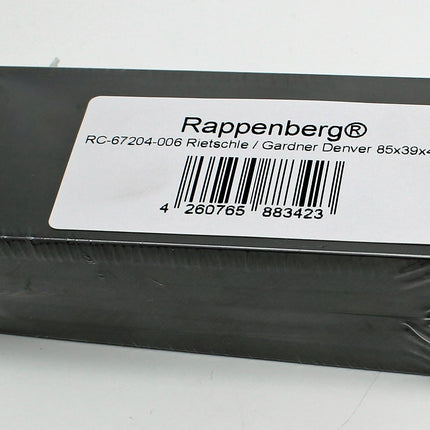 Rappenberg®
RC-67204-006 Rietschle / Gardner Denver 85x39x4
4 260765 883423